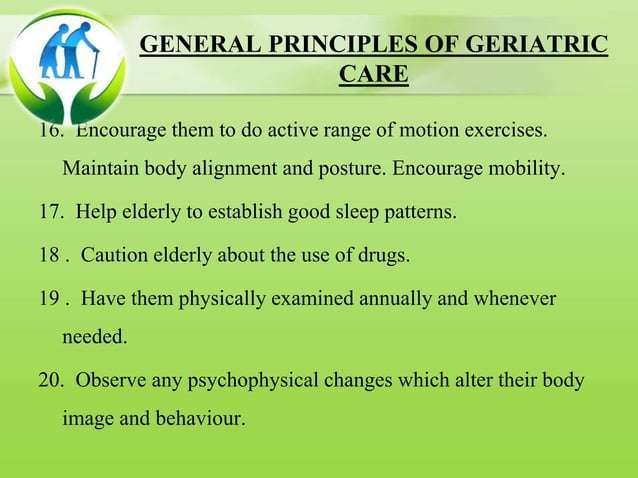 GENERAL PRINCIPLES OF GERIATRIC
CARE
16. Encourage them to do active range of motion exercises.
Maintain body alignment and posture. Encourage mobility.
17. Help elderly to establish good sleep patterns.
18 . Caution elderly about the use of drugs.
19 . Have them physically examined annually and whenever
needed.
20. Observe any psychophysical changes which alter their body
image and behaviour.